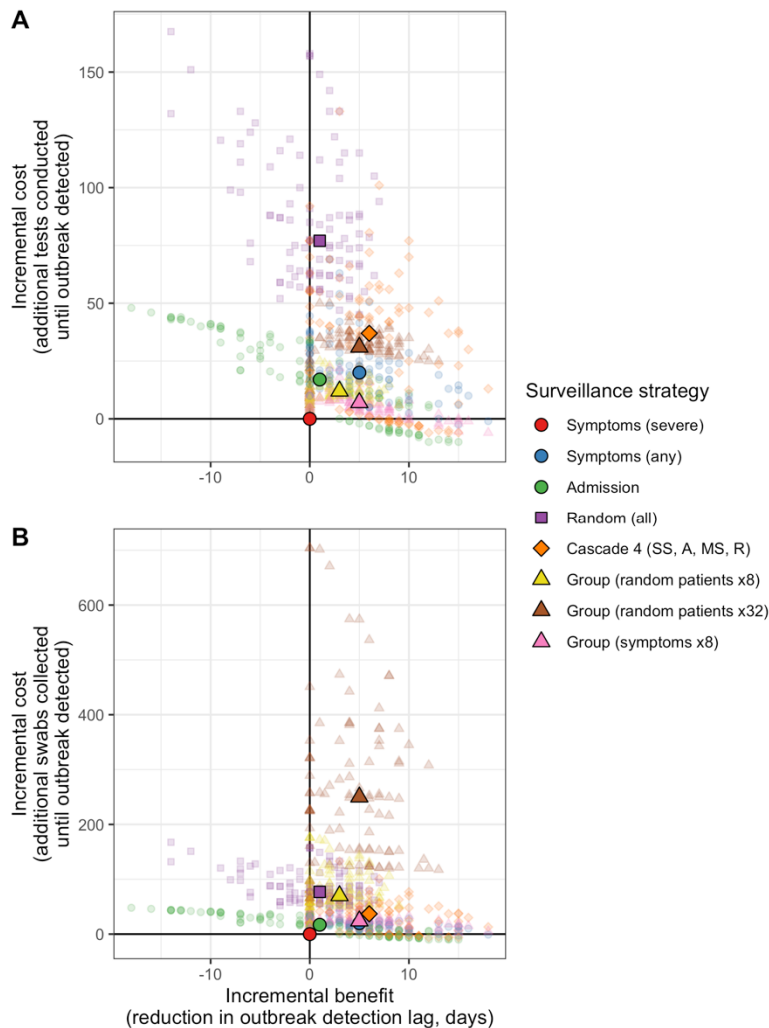 A
Incremental cost
(additional tests conducted
until outbreak detected)
150
100
50
0
-10
0
10
Surveillance strategy
Symptoms (severe)
Symptoms (any)
Admission
Random (all)
Cascade 4 (SS, A, MS, R)
Group (random patients x8)
Group (random patients x32)
Group (symptoms x8)
B
Incremental cost
(additional swabs collected
until outbreak detected)
600
400
200
0
-10
0
10
Incremental benefit
(reduction in outbreak detection lag, days)